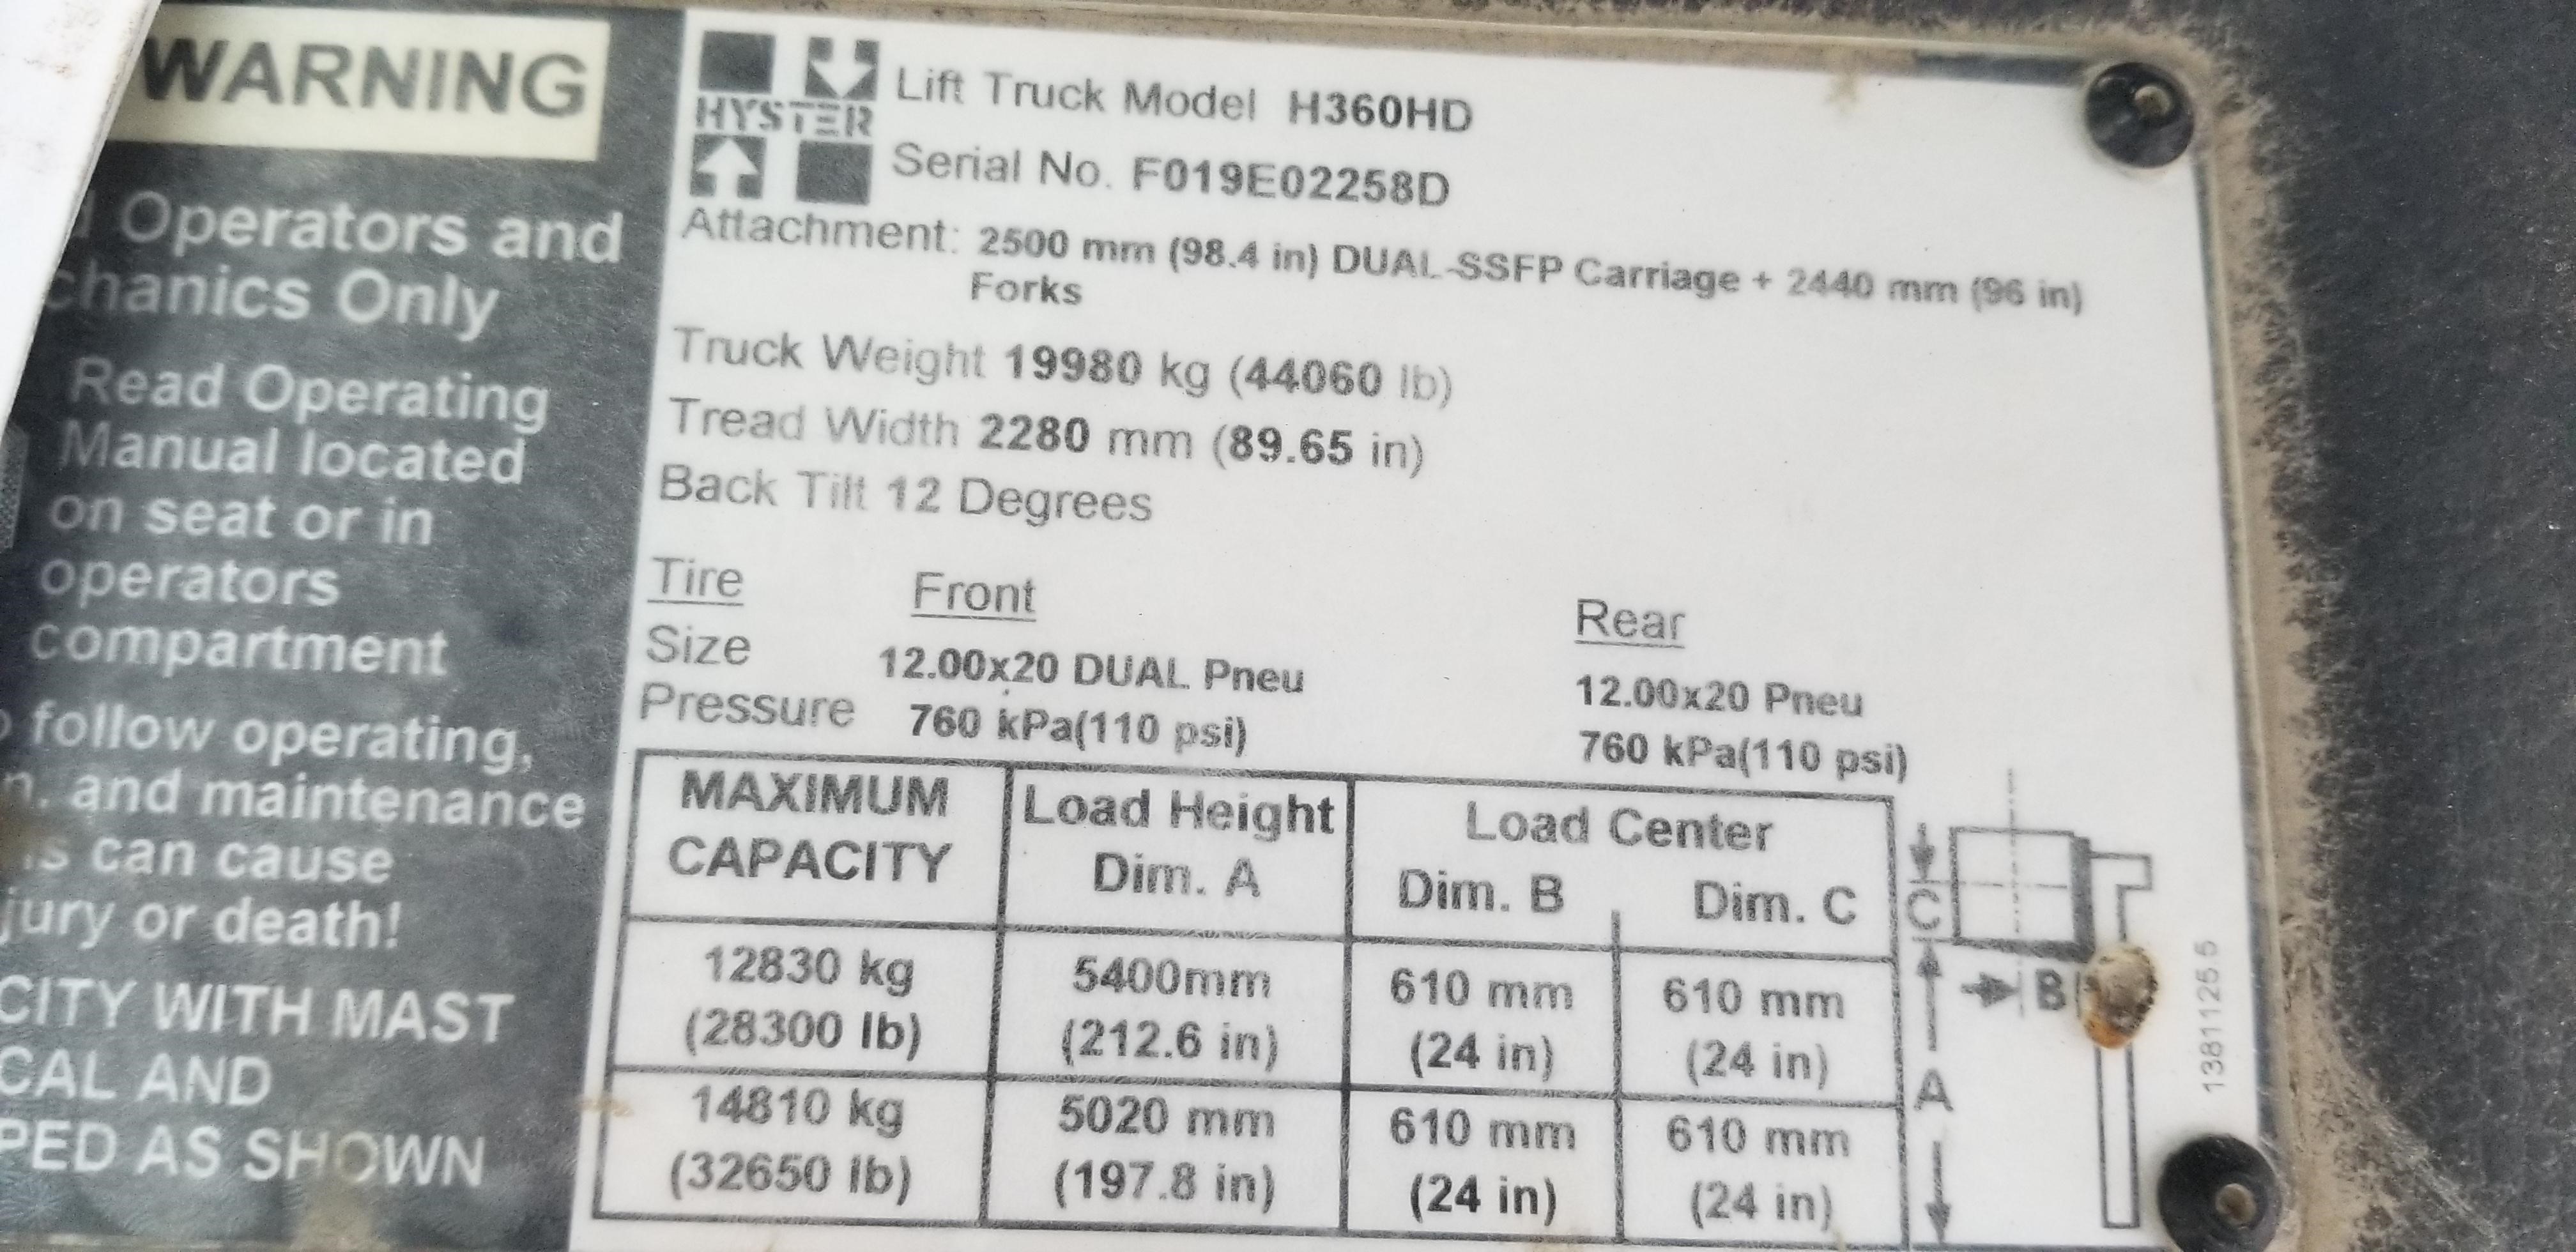 WARNING
Operators and
chanics Only
Read Operating
Manual located
on seat or in
operators
compartment
follow operating,
and maintenance
can cause
jury or death!
CITY WITH MAST
CAL AND
PED AS SHOWN
HYSTER
Lift Truck Model H360HD
Serial No. F019E02258D
Attachment: 2500 mm (98.4 in) DUAL-SSFP Carriage + 2440 mm (96 in)
Forks
Truck Weight 19980 kg (44060 lb)
Tread Width 2280 mm (89.65 in)
Back Tilt 12 Degrees
Tire Front Rear
Size 12.00x20 DUAL Pneu 12.00x20 Pneu
Pressure 760 kPa(110 psi) 760 kPa(110 psi)
MAXIMUM Load Height Load Center
CAPACITY Dim. A Dim. B Dim. C
12830 kg 5400mm 610 mm 610 mm
(28300 lb) (212.6 in) (24 in) (24 in)
14810 kg 5020 mm 610 mm 610 mm
(32650 lb) (197.8 in) (24 in) (24 in)
C
B
A
13811255